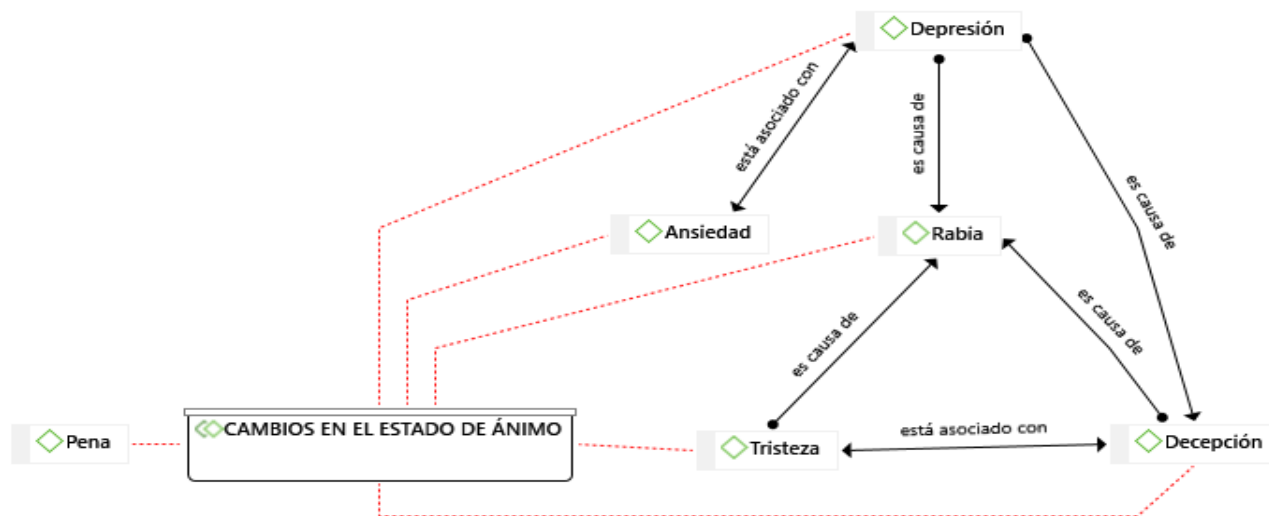 Depresión
está asociado con
es causa de
es causa de
Ansiedad
Rabia
es causa de
es causa de
Pena
CAMBIOS EN EL ESTADO DE ÁNIMO
Tristeza
está asociado con
Decepción